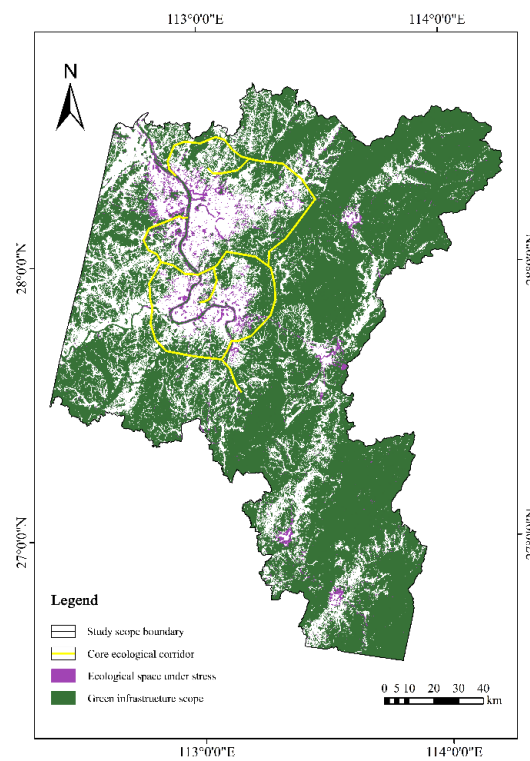 113°0'0"E 114°0'0"E
N
28°0'0"N
27°0'0"N
Legend
Study scope boundary
Core ecological corridor
Ecological space under stress
Green infrastructure scope
0 5 10 20 30 40
km
113°0'0"E 114°0'0"E